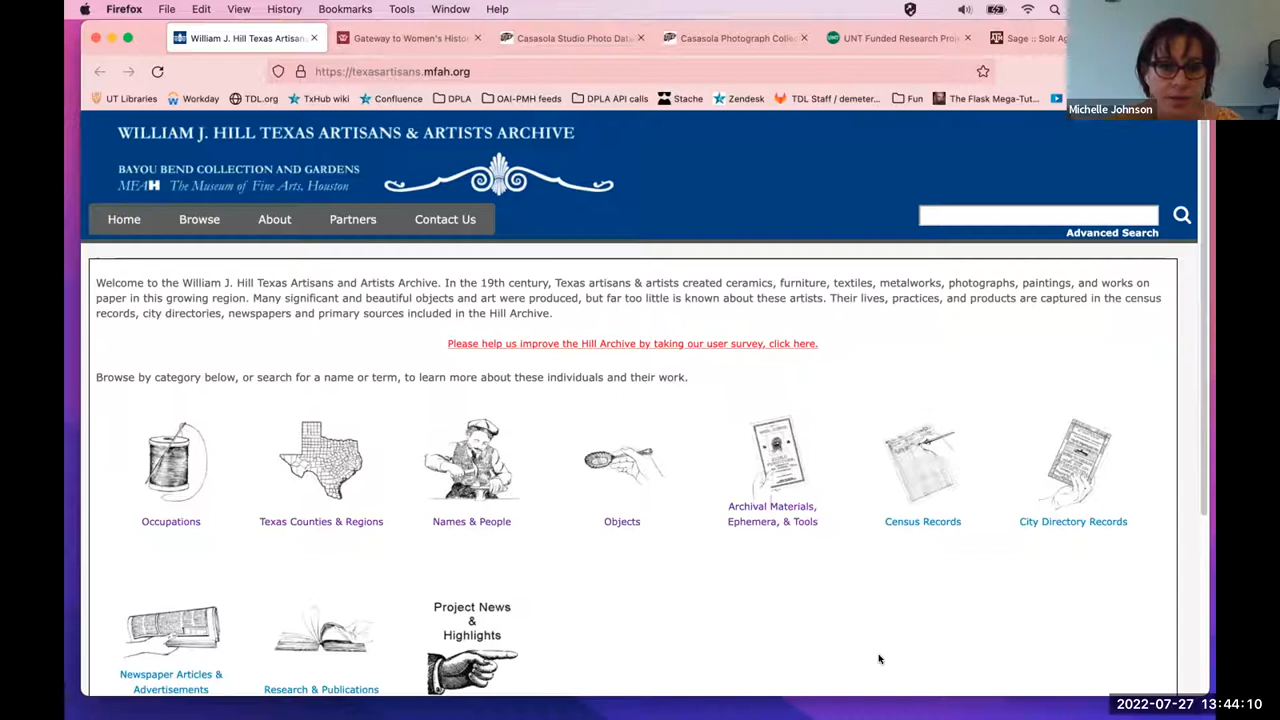 Firefox File Edit View History Bookmarks Tools Window Help
William J. Hill Texas Artisans Gateway to Women's Histo Casasola Studio Photo Data Casasola Photograph Collec UNT Funded Research Proj Sage :: Solr Ag
https://texasartisans.mfah.org
UT Libraries Workday TDL.org TxHub wiki Confluence DPLA OAI-PMH feeds DPLA API calls Stache Zendesk TDL Staff / demeter... Fun The Flask Mega-Tut...
Michelle Johnson
WILLIAM J. HILL TEXAS ARTISANS & ARTISTS ARCHIVE
BAYOU BEND COLLECTION AND GARDENS
MFAH The Museum of Fine Arts, Houston
Home Browse About Partners Contact Us
Advanced Search
Welcome to the William J. Hill Texas Artisans and Artists Archive. In the 19th century, Texas artisans & artists created ceramics, furniture, textiles, metalworks, photographs, paintings, and works on
paper in this growing region. Many significant and beautiful objects and art were produced, but far too little is known about these artists. Their lives, practices, and products are captured in the census
records, city directories, newspapers and primary sources included in the Hill Archive.
Please help us improve the Hill Archive by taking our user survey, click here.
Browse by category below, or search for a name or term, to learn more about these individuals and their work.
Occupations
Texas Counties & Regions
Names & People
Objects
Archival Materials,
Ephemera, & Tools
Census Records
City Directory Records
Newspaper Articles &
Advertisements
Research & Publications
Project News
&
Highlights
2022-07-27 13:44:10